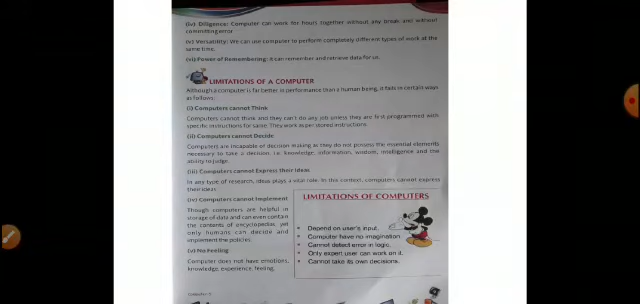 (iv) Diligence: Computer can work for hours together without any break and without
committing error
(v) Versatility: We can use computer to perform completely different types of work at
the same time.
(vi) Power of Remembering: It can remember and retrieve data for us.
LIMITATIONS OF A COMPUTER
Although a computer is far better in performance than a human being, it fails in certain ways
as follows:
(i) Computers cannot Think
Computers cannot think and they can't do any job unless they are first programmed with
specific instructions for same. They work as per stored instructions.
(ii) Computers cannot Decide
Computer are incapable of decision making as they do not possess the essential elements
necessary to take a decision, i.e. knowledge, information, wisdom, intelligence and the
ability to judge.
(iii) Computers cannot Express their Ideas
In any type of research, ideas plays a vital role. In this context, computers cannot express
their ideas.
(iv) Computers cannot Implement
Though computers are helpful in
storage of data and can even contain
the contents of encyclopedias, yet
only humans can decide and
implement the policies.
(v) No Feeling
Computer does not have emotions,
knowledge, experience, feeling.
LIMITATIONS OF COMPUTERS
• Depend on user's input.
• Computer have no imagination
• Cannot detect error in logic.
• Only expert user can work on it.
• Cannot take its own decisions.